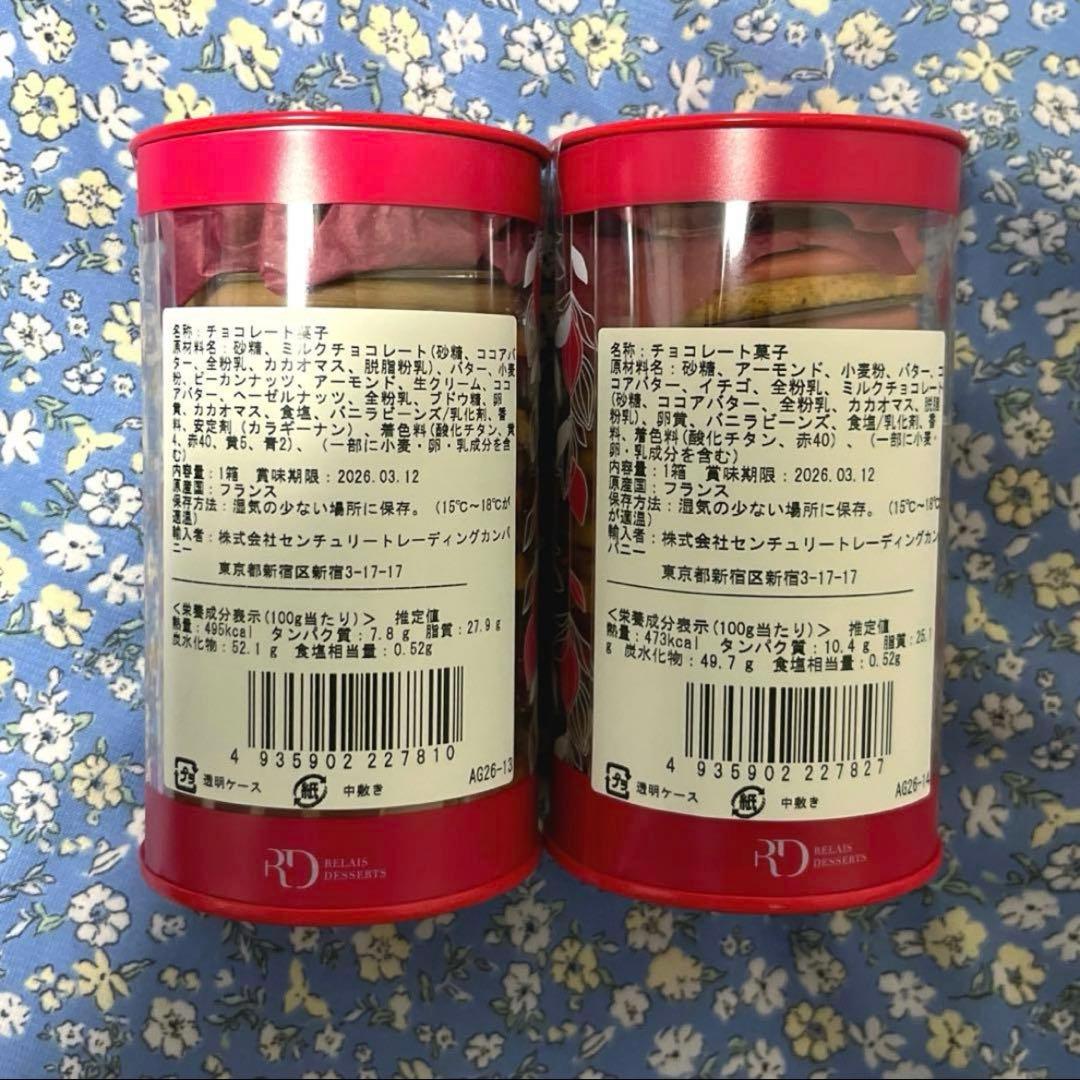 名称：チョコレート菓子
原材料名：砂糖、ミルクチョコレート(砂糖、ココアバ
ター、全粉乳、カカオマス、脱脂粉乳)、バター、小麦
粉、ピーカンナッツ、アーモンド、生クリーム、ココ
アバター、ヘーゼルナッツ、全粉乳、ブドウ糖、卵
黄、カカオマス、食塩、バニラビーンズ/乳化剤、香
料、安定剤（カラギーナン）、着色料(酸化チタン、黄
4、赤40、黄5、青2)、（一部に小麦・卵・乳成分を含
む）
内容量：1箱　賞味期限：2026.03.12
原産国：フランス
保存方法：湿気の少ない場所に保存。（15℃～18℃が
適温）
輸入者：株式会社センチュリートレーディングカンパ
ニー
東京都新宿区新宿3-17-17
＜栄養成分表示(100g当たり)＞　推定値
熱量：495kcal　タンパク質：7.8 g　脂質：27.9 g
炭水化物：52.1 g　食塩相当量：0.52g
4 935902 227810
プラ 透明ケース 紙 中敷き AG26-13
RD RELAIS
DESSERTS
名称：チョコレート菓子
原材料名：砂糖、アーモンド、小麦粉、バター、コ
コアバター、イチゴ、全粉乳、ミルクチョコレート
(砂糖、ココアバター、全粉乳、カカオマス、脱脂
粉乳)、卵黄、バニラビーンズ、食塩/乳化剤、香
料、着色料（酸化チタン、赤40）、（一部に小麦・
卵・乳成分を含む）
内容量：1箱　賞味期限：2026.03.12
原産国：フランス
保存方法：湿気の少ない場所に保存。（15℃～18℃
が適温）
輸入者：株式会社センチュリートレーディングカン
パニー
東京都新宿区新宿3-17-17
＜栄養成分表示(100g当たり)＞　推定値
熱量：473kcal　タンパク質：10.4 g　脂質：25.1
g 炭水化物：49.7 g　食塩相当量：0.52g
4 935902 227827
プラ 透明ケース 紙 中敷き AG26-14
RD RELAIS
DESSERTS